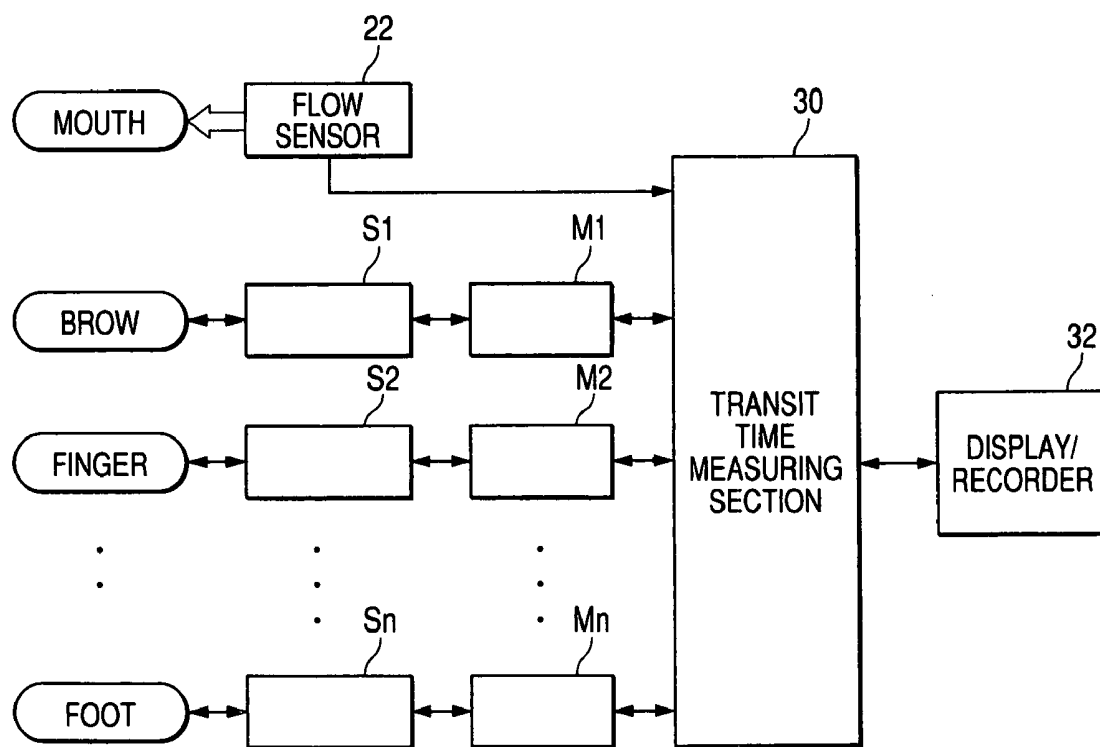 22
MOUTH
FLOW
SENSOR
30
S1
M1
BROW
S2
M2
32
FINGER
TRANSIT
TIME
MEASURING
SECTION
DISPLAY/
RECORDER
Sn
Mn
FOOT